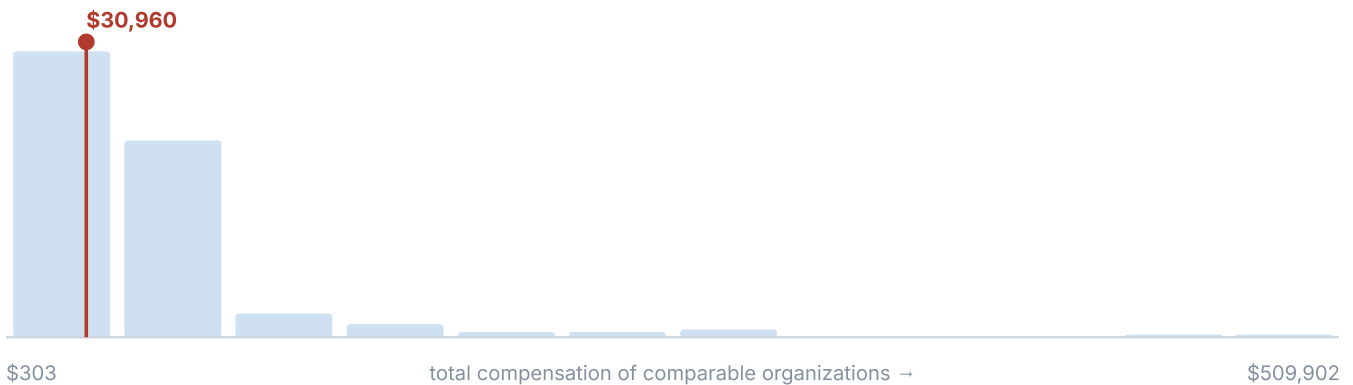 $30,960
$303
total compensation of comparable organizations →
$509,902